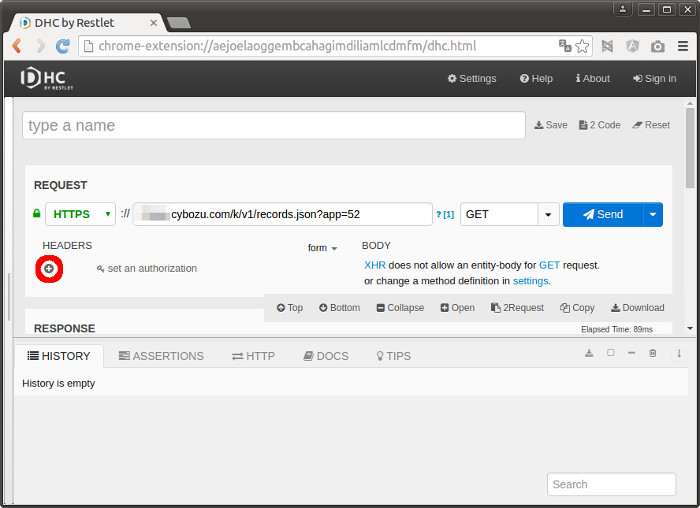 DHC by Restlet
chrome-extension://aejoelaoggembcahagimdiliamlcdmfm/dhc.html
DHC
BY RESTLET
Settings Help About Sign in
type a name
Save 2 Code Reset
REQUEST
HTTPS :// cybozu.com/k/v1/records.json?app=52 ? [1] GET Send
HEADERS form BODY
set an authorization
XHR does not allow an entity-body for GET request.
or change a method definition in settings.
Top Bottom Collapse Open 2Request Copy Download
RESPONSE
Elapsed Time: 89ms
HISTORY ASSERTIONS HTTP DOCS TIPS
History is empty
Search